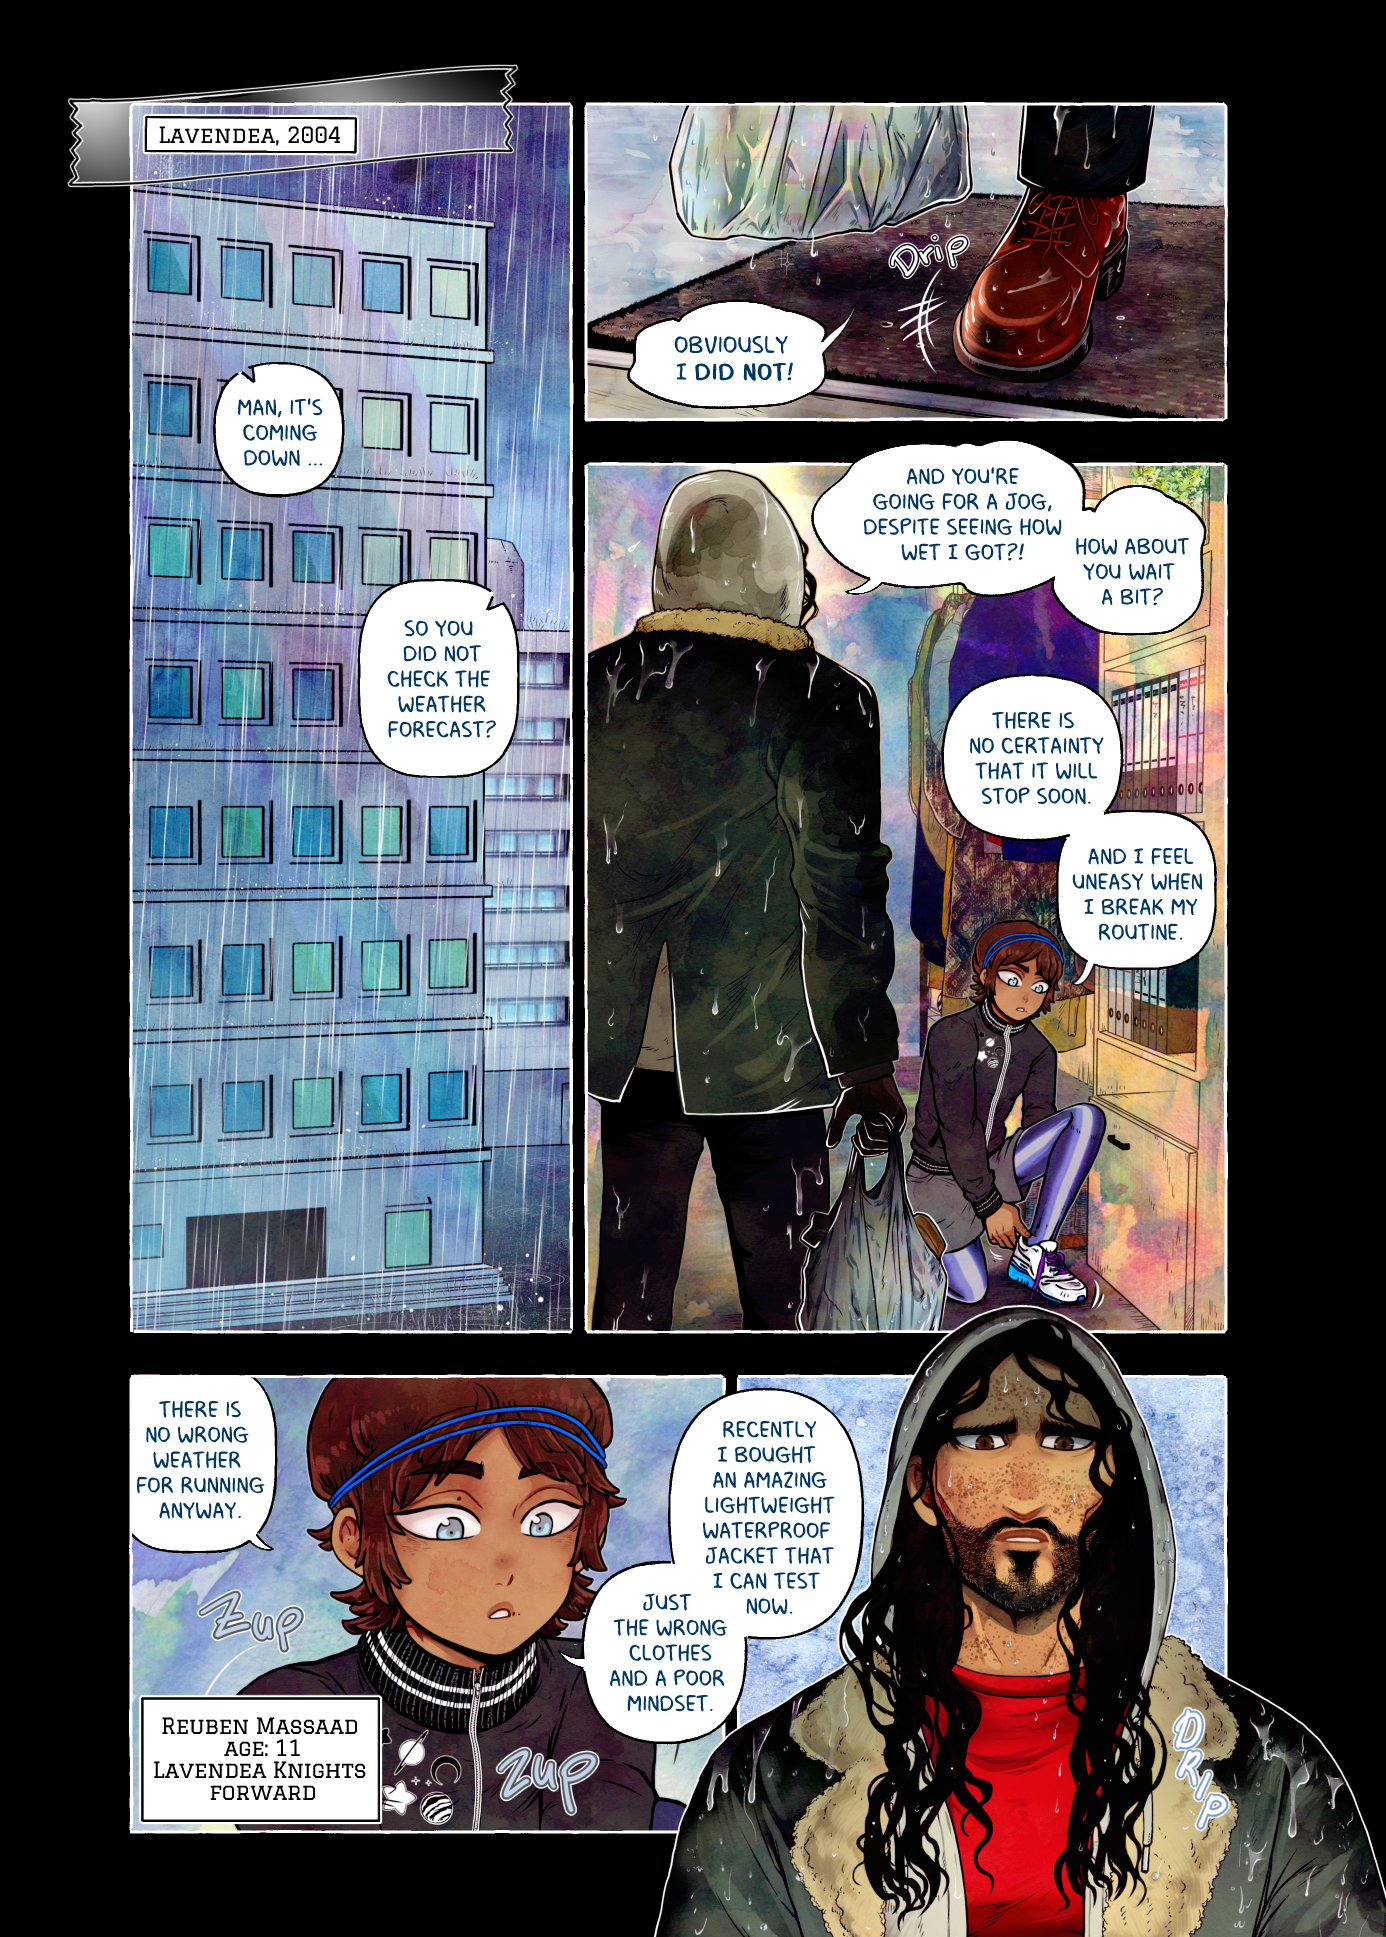 Lavendea, 2004
MAN, IT'S
COMING
DOWN ...
SO YOU
DID NOT
CHECK THE
WEATHER
FORECAST?
Drip
OBVIOUSLY
I DID NOT!
AND YOU'RE
GOING FOR A JOG,
DESPITE SEEING HOW
WET I GOT?!
HOW ABOUT
YOU WAIT
A BIT?
THERE IS
NO CERTAINTY
THAT IT WILL
STOP SOON.
AND I FEEL
UNEASY WHEN
I BREAK MY
ROUTINE.
THERE IS
NO WRONG
WEATHER
FOR RUNNING
ANYWAY.
Zup
Reuben Massaad
age: 11
Lavendea Knights
forward
zup
JUST
THE WRONG
CLOTHES
AND A POOR
MINDSET.
RECENTLY
I BOUGHT
AN AMAZING
LIGHTWEIGHT
WATERPROOF
JACKET THAT
I CAN TEST
NOW.
DRIP